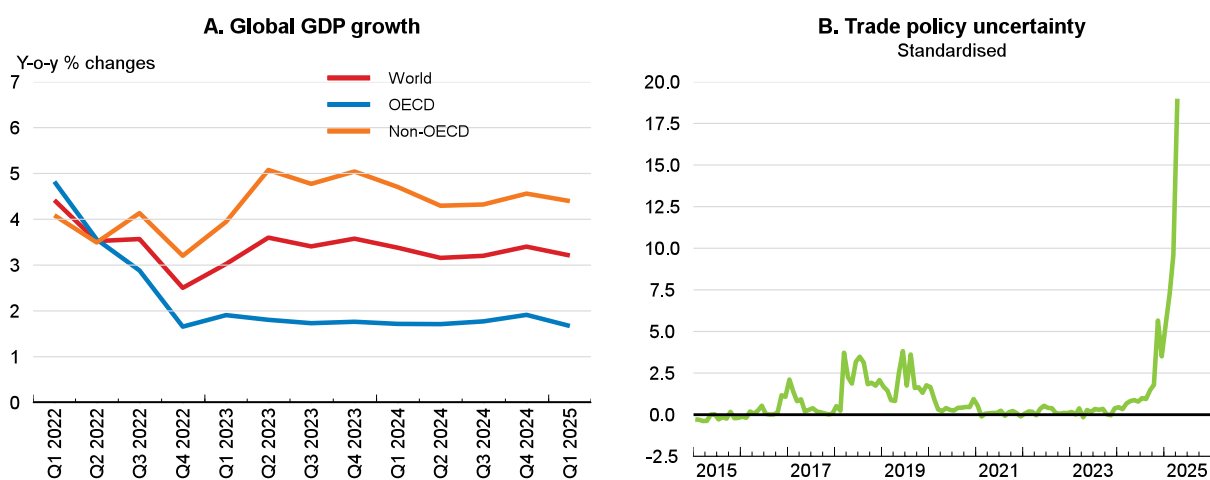 A. Global GDP growth
Y-o-y % changes
World
OECD
Non-OECD
7
6
5
4
3
2
1
0
Q1 2022
Q2 2022
Q3 2022
Q4 2022
Q1 2023
Q2 2023
Q3 2023
Q4 2023
Q1 2024
Q2 2024
Q3 2024
Q4 2024
Q1 2025
B. Trade policy uncertainty
Standardised
20.0
17.5
15.0
12.5
10.0
7.5
5.0
2.5
0.0
−2.5
2015
2017
2019
2021
2023
2025